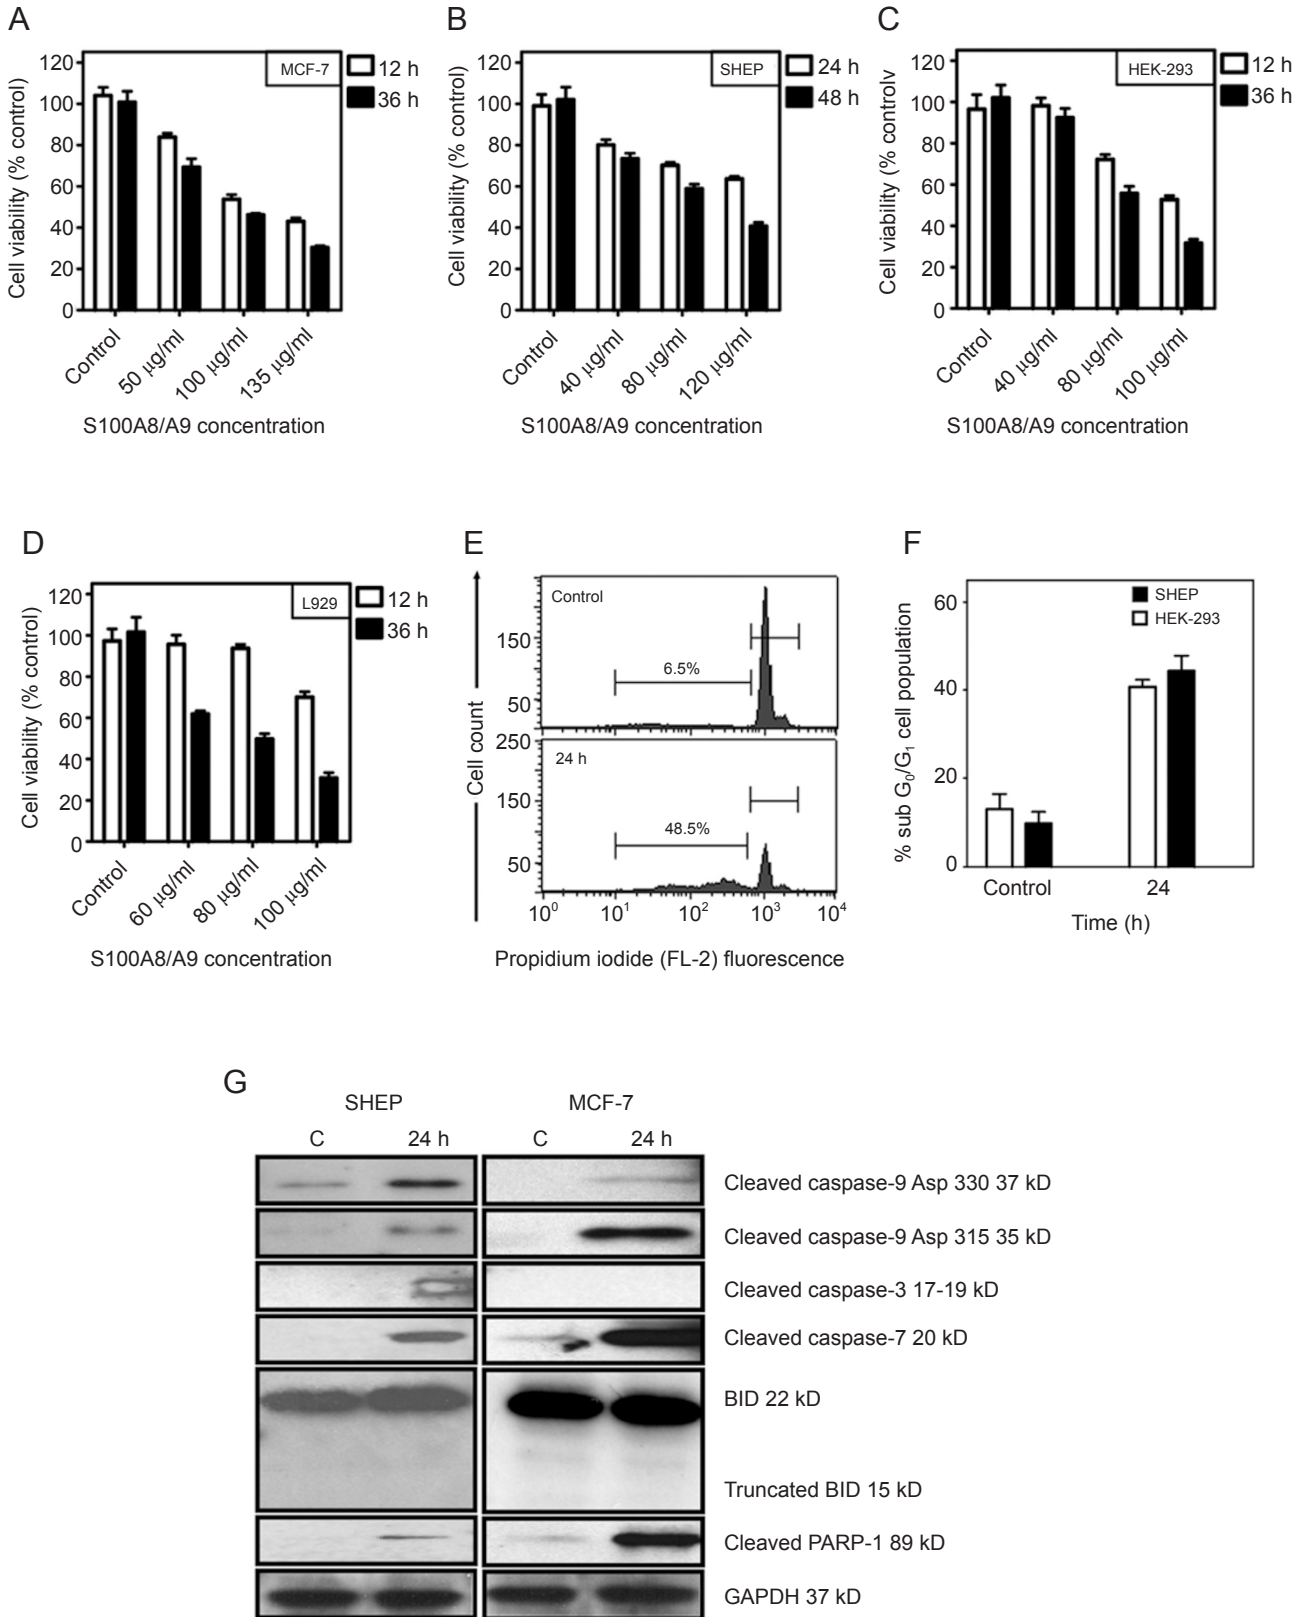 A
MCF-7
12 h
36 h
Cell viability (% control)
120
100
80
60
40
20
0
Control
50 µg/ml
100 µg/ml
135 µg/ml
S100A8/A9 concentration
B
SHEP
24 h
48 h
Cell viability (% control)
120
100
80
60
40
20
0
Control
40 µg/ml
80 µg/ml
120 µg/ml
S100A8/A9 concentration
C
HEK-293
12 h
36 h
Cell viability (% controlv
120
100
80
60
40
20
0
Control
40 µg/ml
80 µg/ml
100 µg/ml
S100A8/A9 concentration
D
L929
12 h
36 h
Cell viability (% control)
120
100
80
60
40
20
0
Control
60 µg/ml
80 µg/ml
100 µg/ml
S100A8/A9 concentration
E
Cell count
Control
150
50
6.5%
250
24 h
150
50
48.5%
10⁰ 10¹ 10² 10³ 10⁴
Propidium iodide (FL-2) fluorescence
F
SHEP
HEK-293
% sub G₀/G₁ cell population
60
40
20
0
Control 24
Time (h)
G
SHEP MCF-7
C 24 h C 24 h
Cleaved caspase-9 Asp 330 37 kD
Cleaved caspase-9 Asp 315 35 kD
Cleaved caspase-3 17-19 kD
Cleaved caspase-7 20 kD
BID 22 kD
Truncated BID 15 kD
Cleaved PARP-1 89 kD
GAPDH 37 kD